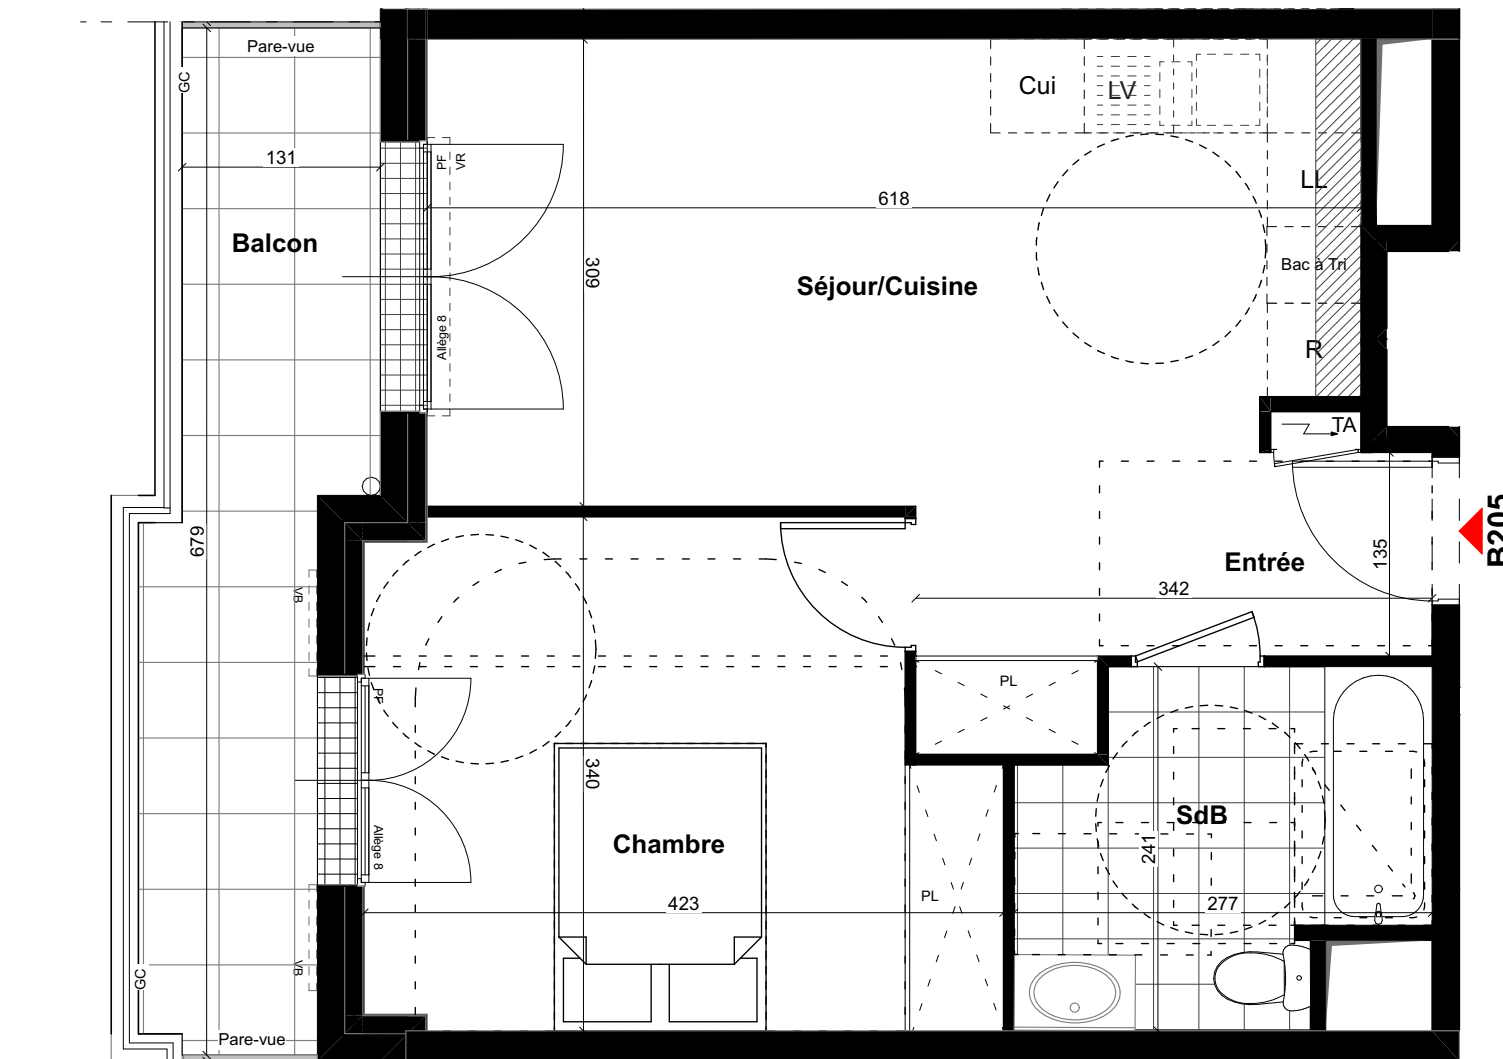 Pare-vue
GC
131
Balcon
PF
VR
Allège 8
309
618
Séjour/Cuisine
Cui
LV
LL
Bac à Tri
R
TA
B205
135
Entrée
342
679
VB
PF
Allège 8
340
Chambre
423
PL
PL
SdB
241
277
VB
GC
Pare-vue